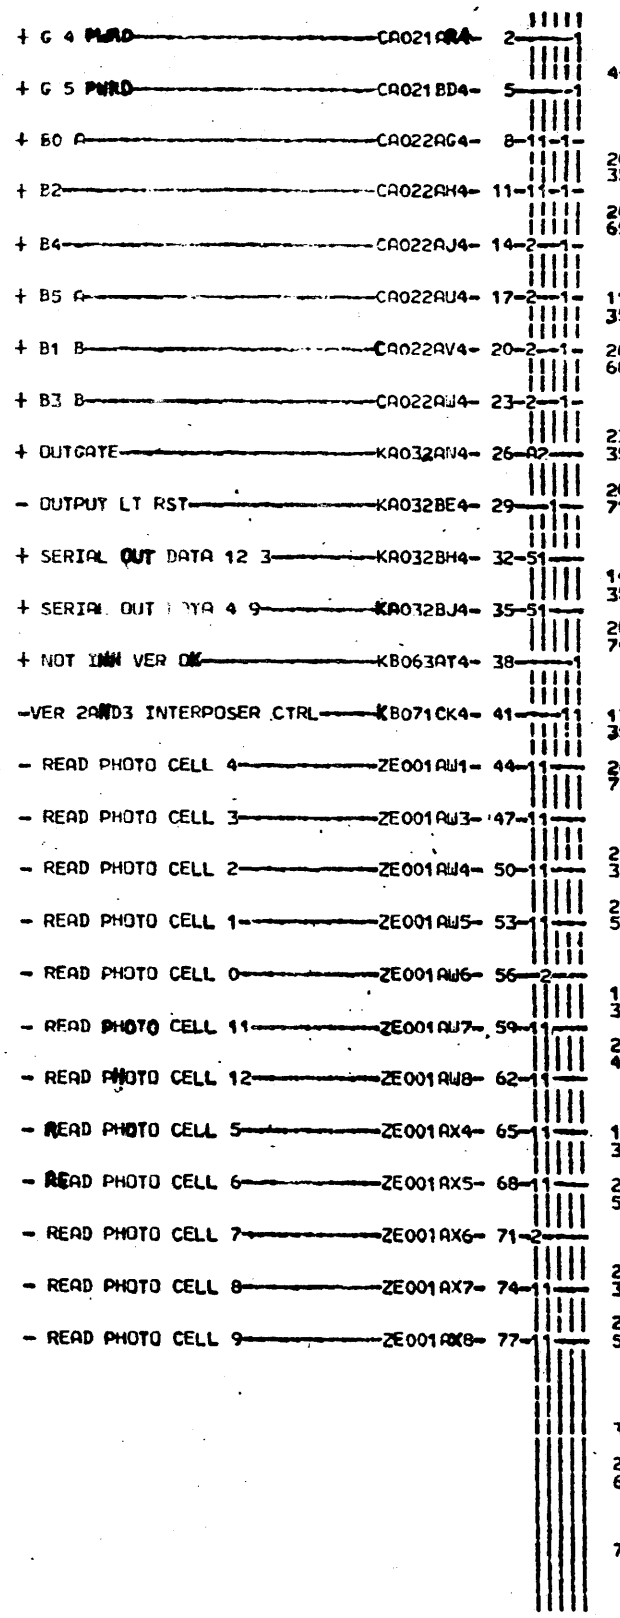 + G 4 PWRD CA021AR4- 2 1
+ G 5 PWRD CA021BD4- 5 1
+ B0 A CA022AG4- 8-11-1-
+ B2 CA022AH4- 11-11-1-
+ B4 CA022AJ4- 14-2--1-
+ B5 A CA022AU4- 17-2--1-
+ B1 B CA022AV4- 20-2--1-
+ B3 B CA022AW4- 23-2--1-
+ OUTGATE KA032AN4- 26-A2
- OUTPUT LT RST KA032BE4- 29--1
+ SERIAL OUT DATA 12 3 KA032BH4- 32-51
+ SERIAL OUT 4 9 KA032BJ4- 35-51
+ NOT VER OK KB063AT4- 38 1
-VER 2AND3 INTERPOSER CTRL KB071CK4- 41 11
- READ PHOTO CELL 4 ZE001AW1- 44-11
- READ PHOTO CELL 3 ZE001AW3- 47-11
- READ PHOTO CELL 2 ZE001AW4- 50-11
- READ PHOTO CELL 1 ZE001AW5- 53-11
- READ PHOTO CELL 0 ZE001AW6- 56--2
- READ PHOTO CELL 11 ZE001AW7- 59-11
- READ PHOTO CELL 12 ZE001AW8- 62-11
- READ PHOTO CELL 5 ZE001AX4- 65-11
- READ PHOTO CELL 6 ZE001AX5- 68-11
- READ PHOTO CELL 7 ZE001AX6- 71-2
- READ PHOTO CELL 8 ZE001AX7- 74-11
- READ PHOTO CELL 9 ZE001AX8- 77-11